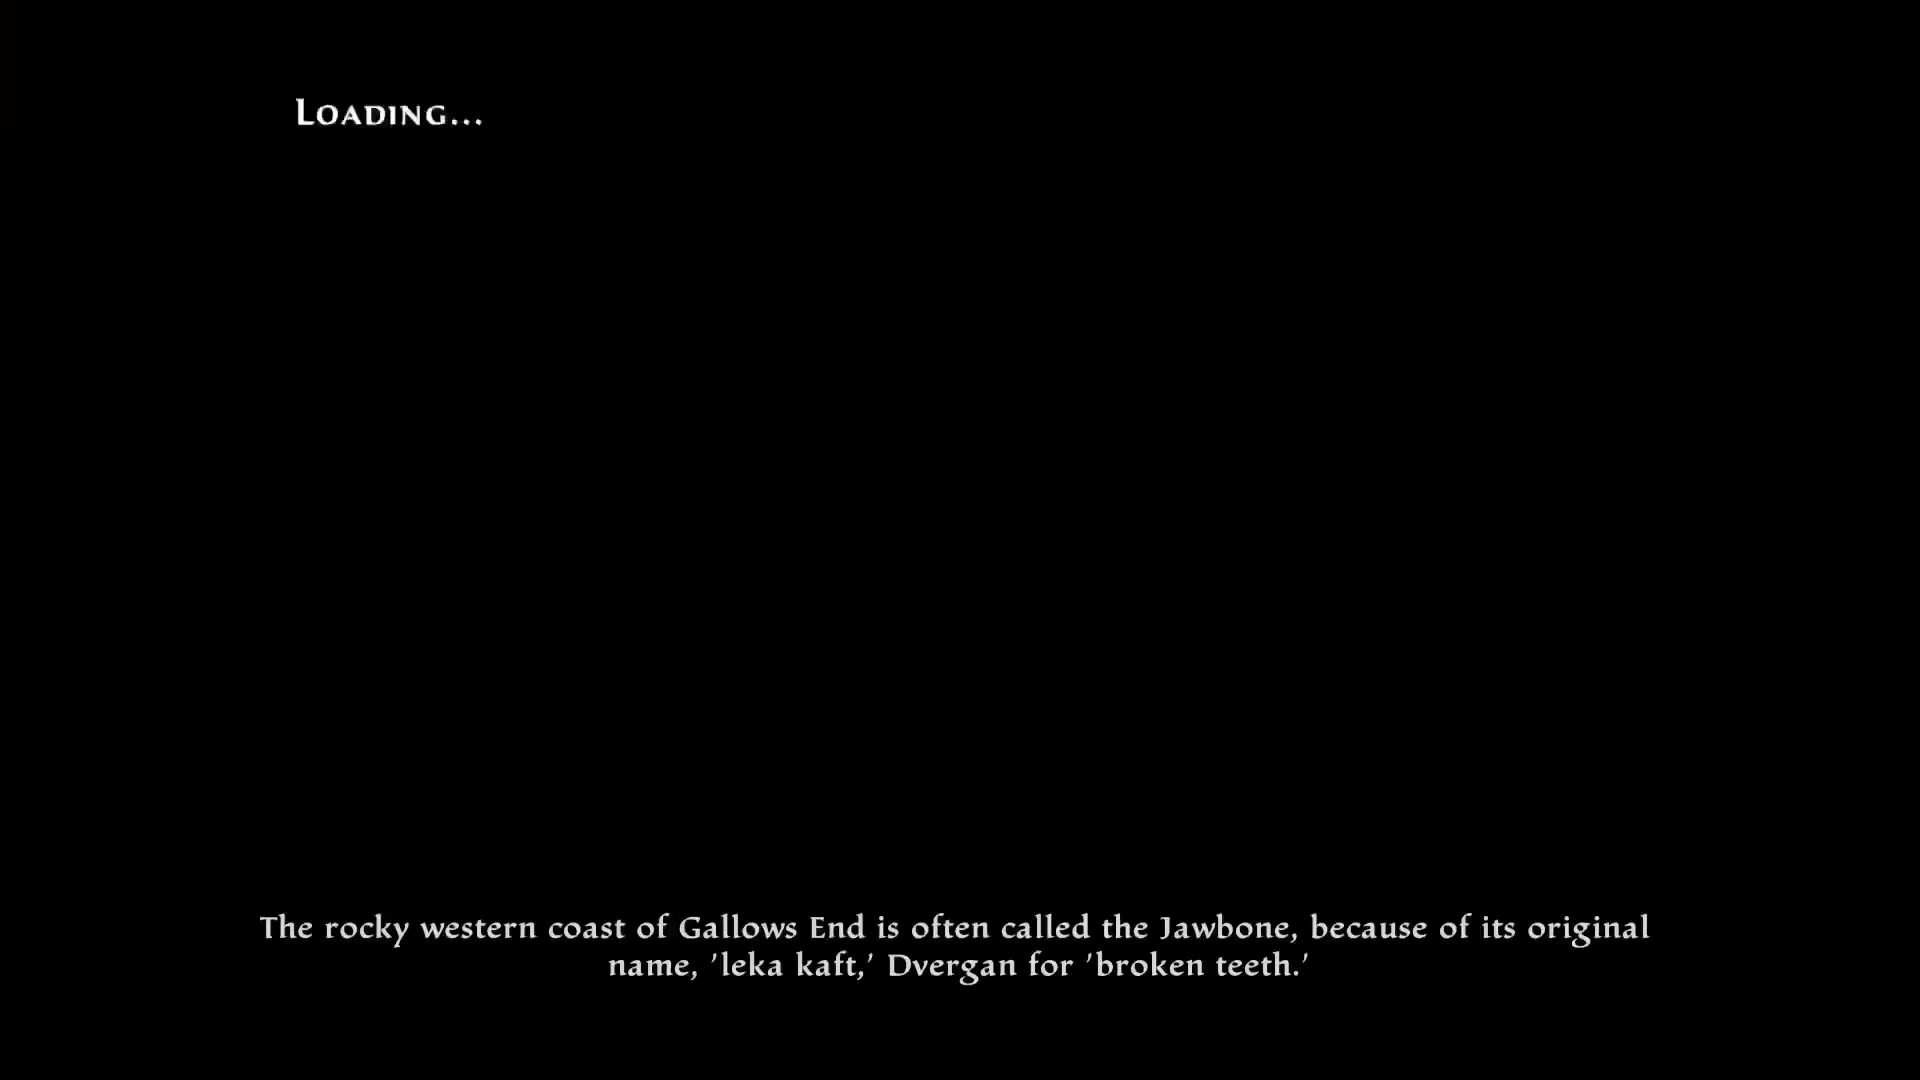 Loading...
The rocky western coast of Gallows End is often called the Jawbone, because of its original
name, 'leka kaft,' Dvergan for 'broken teeth.'